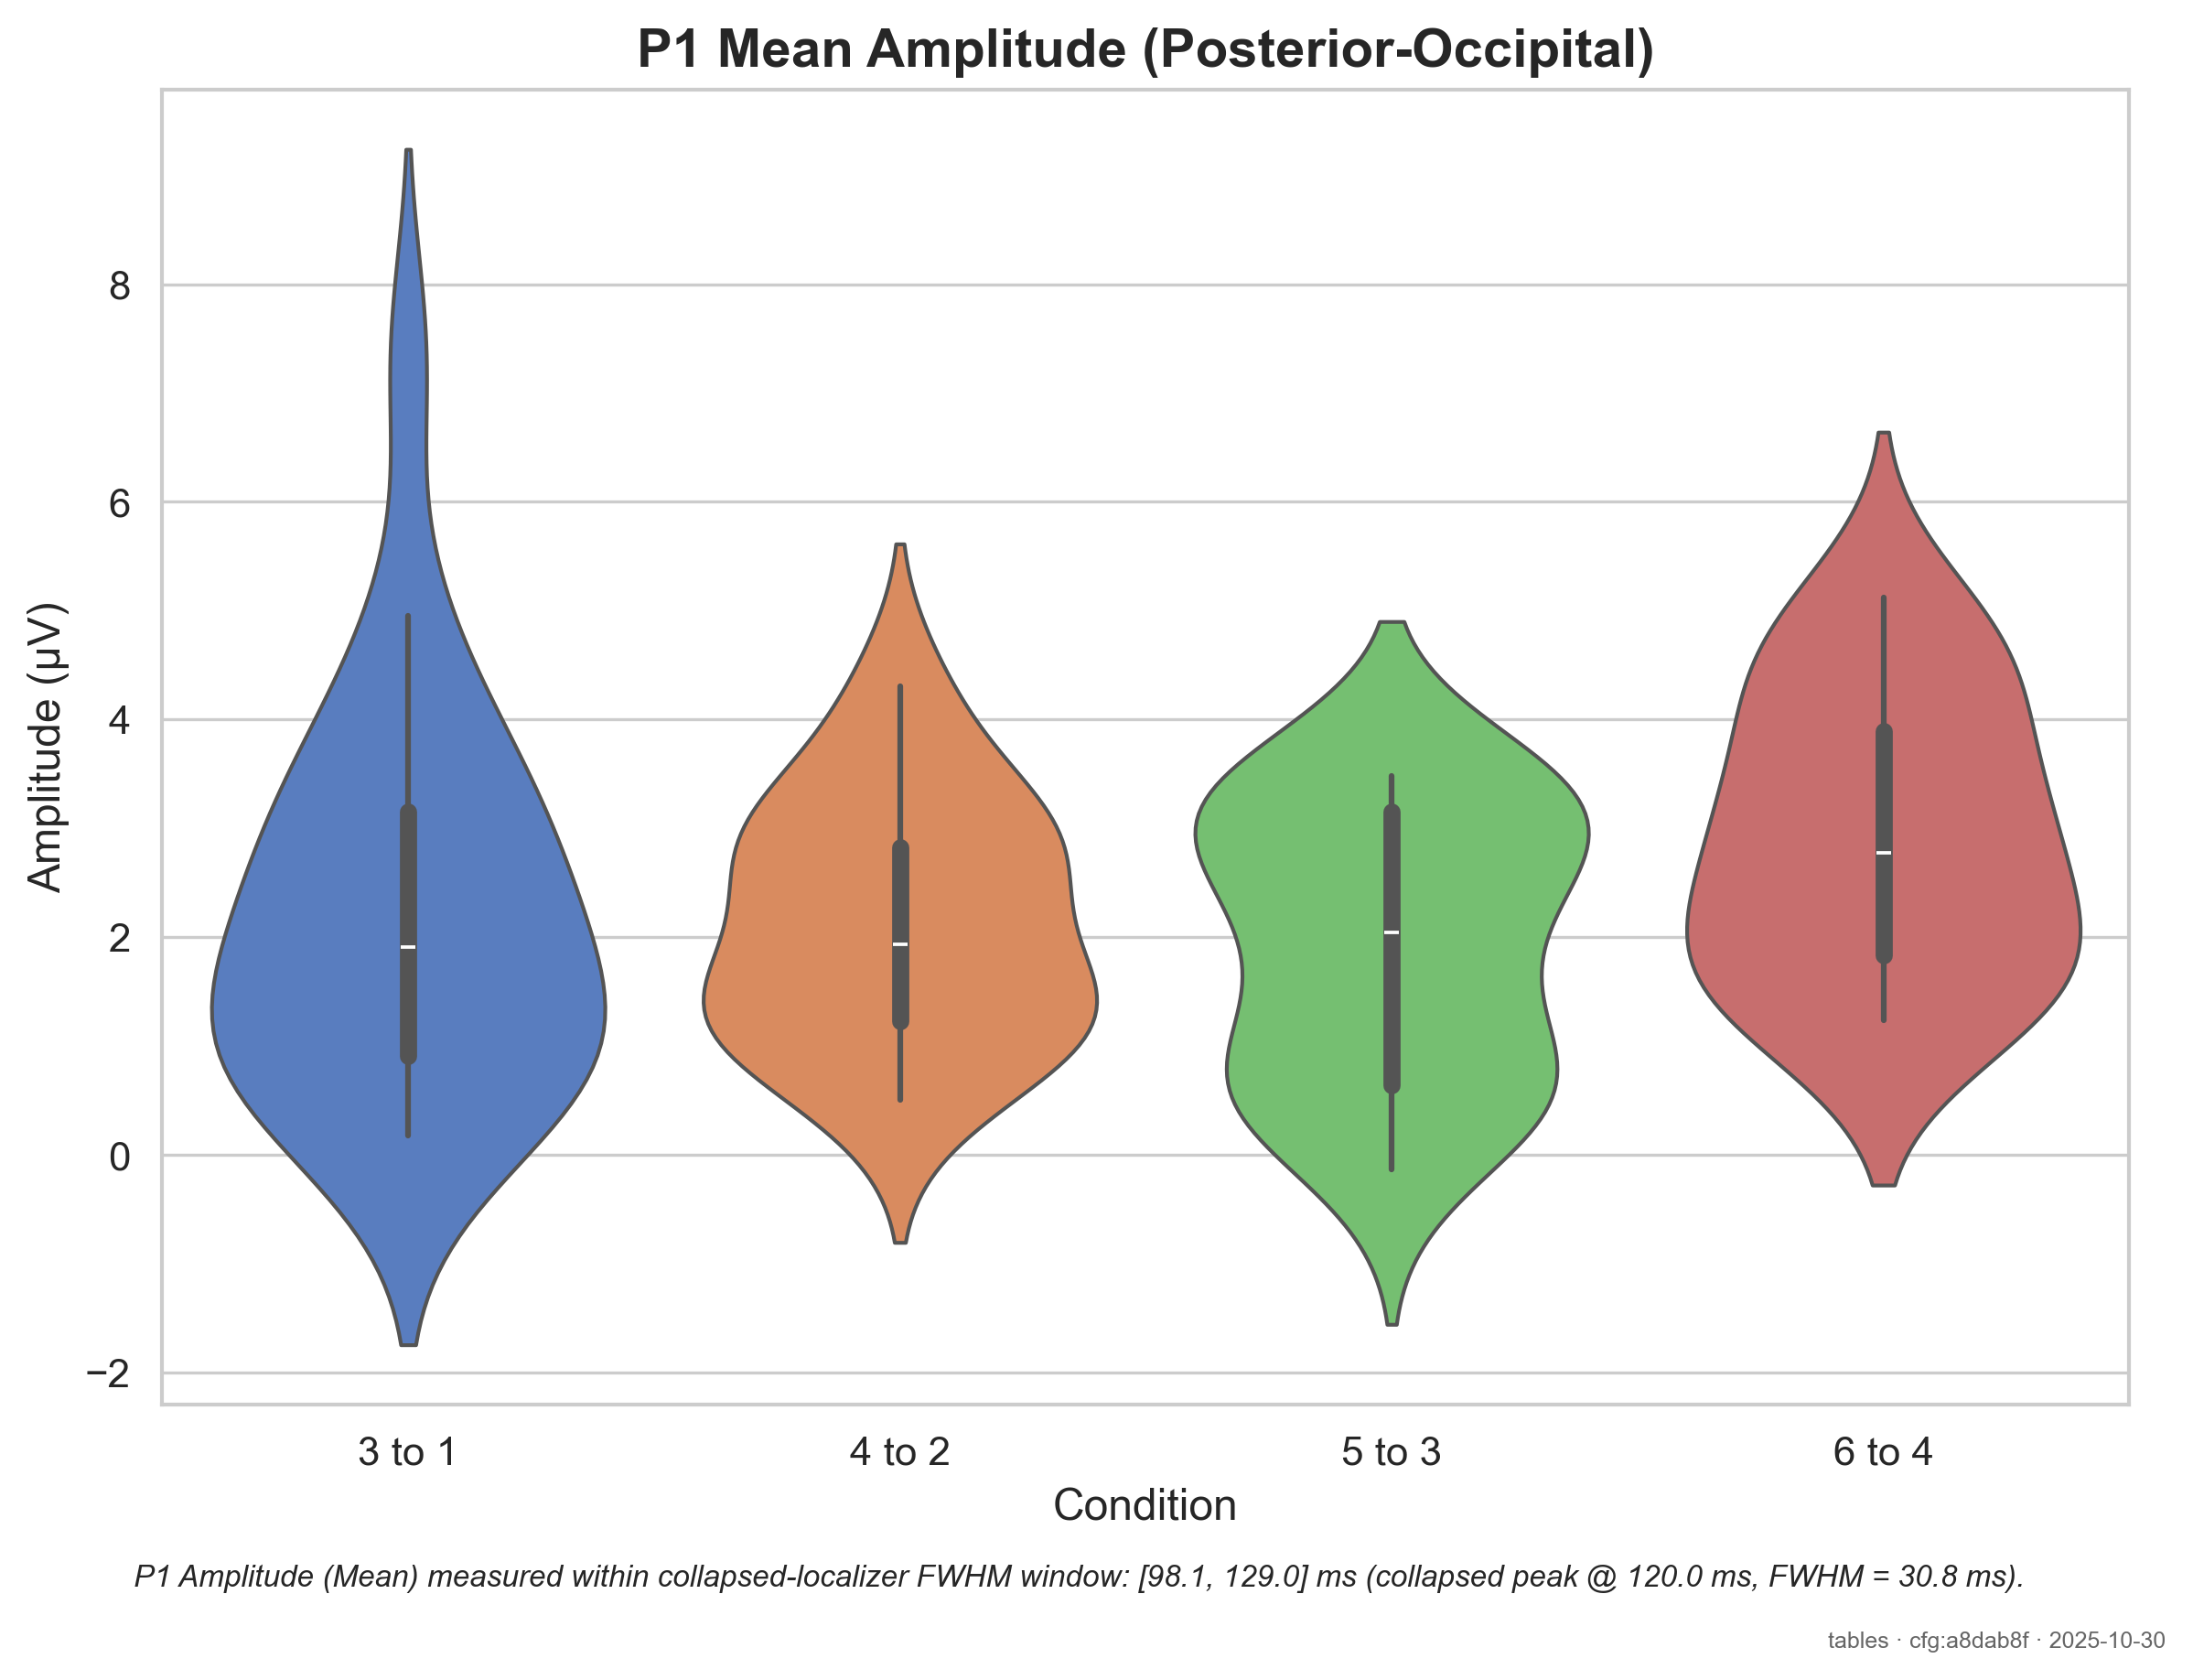 P1 Mean Amplitude (Posterior-Occipital)
Amplitude (µV)
8
6
4
2
0
−2
3 to 1
4 to 2
5 to 3
6 to 4
Condition
P1 Amplitude (Mean) measured within collapsed-localizer FWHM window: [98.1, 129.0] ms (collapsed peak @ 120.0 ms, FWHM = 30.8 ms).
tables · cfg:a8dab8f · 2025-10-30